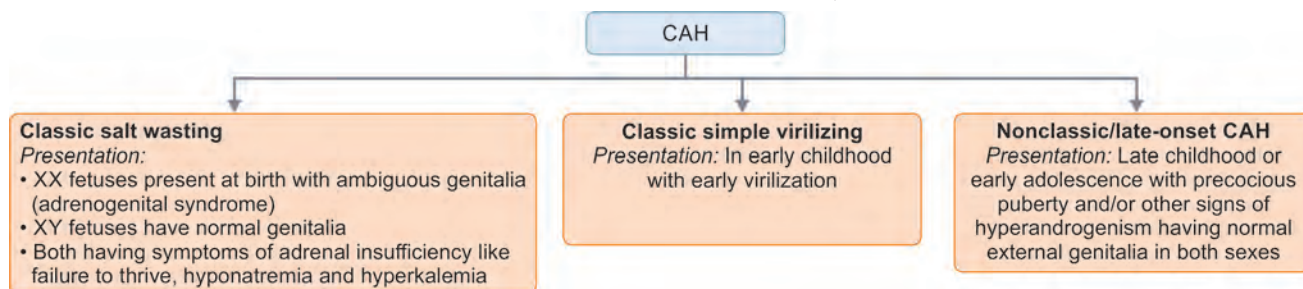 CAH
Classic salt wasting
Presentation:
• XX fetuses present at birth with ambiguous genitalia
(adrenogenital syndrome)
• XY fetuses have normal genitalia
• Both having symptoms of adrenal insufficiency like
failure to thrive, hyponatremia and hyperkalemia
Classic simple virilizing
Presentation: In early childhood
with early virilization
Nonclassic/late-onset CAH
Presentation: Late childhood or
early adolescence with precocious
puberty and/or other signs of
hyperandrogenism having normal
external genitalia in both sexes